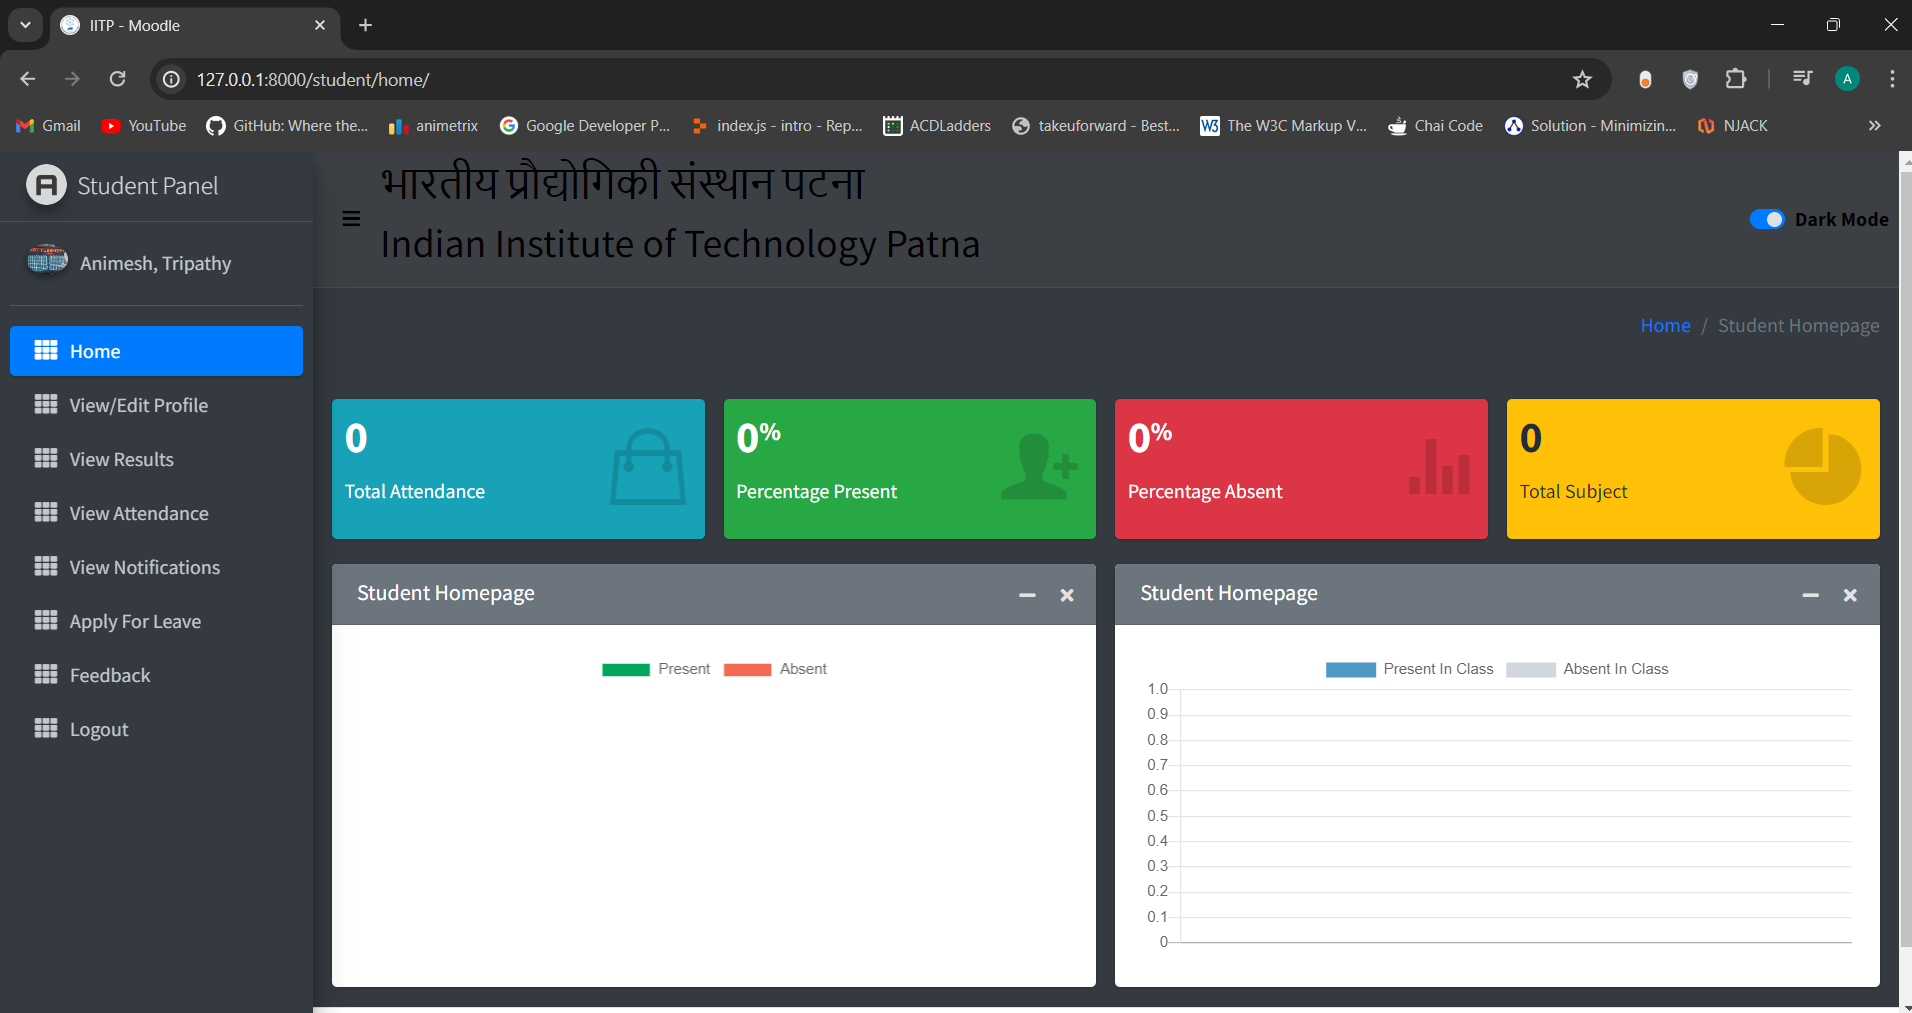 IITP - Moodle
127.0.0.1:8000/student/home/
A
Gmail
YouTube
GitHub: Where the...
animetrix
Google Developer P...
index.js - intro - Rep...
ACDLadders
takeuforward - Best...
W3
The W3C Markup V...
Chai Code
Solution - Minimizin...
NJACK
Student Panel
भारतीय प्रौद्योगिकी संस्थान पटना
Indian Institute of Technology Patna
Dark Mode
Animesh, Tripathy
Home / Student Homepage
Home
View/Edit Profile
View Results
View Attendance
View Notifications
Apply For Leave
Feedback
Logout
0
Total Attendance
0%
Percentage Present
0%
Percentage Absent
0
Total Subject
Student Homepage
Present
Absent
Student Homepage
Present In Class
Absent In Class
1.0
0.9
0.8
0.7
0.6
0.5
0.4
0.3
0.2
0.1
0